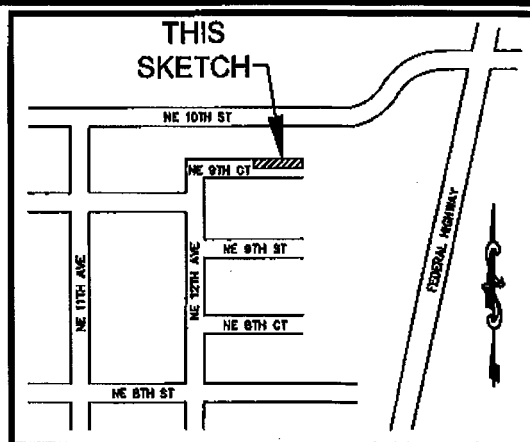 THIS
SKETCH
NE 10TH ST
NE 9TH CT
NE 11TH AVE
NE 12TH AVE
NE 9TH ST
FEDERAL HIGHWAY
NE 8TH CT
NE 8TH ST